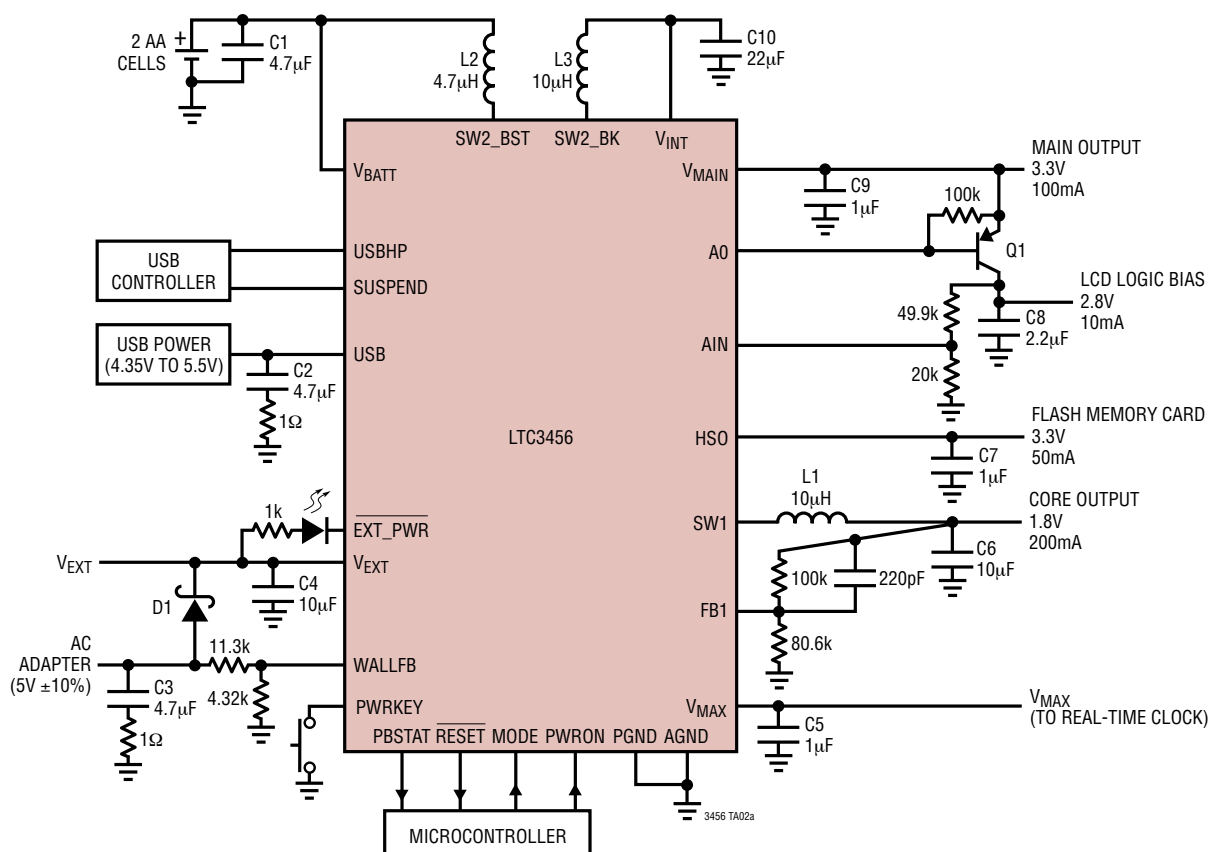 2 AA
CELLS
+
C1
4.7µF
L2
4.7µH
L3
10µH
C10
22µF
SW2_BST
SW2_BK
VINT
VBATT
VMAIN
C9
1µF
MAIN OUTPUT
3.3V
100mA
100k
USB
CONTROLLER
USBHP
SUSPEND
A0
Q1
LCD LOGIC BIAS
2.8V
10mA
49.9k
C8
2.2µF
USB POWER
(4.35V TO 5.5V)
USB
AIN
20k
C2
4.7µF
1Ω
LTC3456
HSO
FLASH MEMORY CARD
3.3V
50mA
C7
1µF
1k
EXT_PWR
L1
10µH
SW1
CORE OUTPUT
1.8V
200mA
VEXT
VEXT
C4
10µF
100k
220pF
C6
10µF
D1
FB1
80.6k
AC
ADAPTER
(5V ±10%)
11.3k
WALLFB
C3
4.7µF
4.32k
1Ω
PWRKEY
VMAX
VMAX
(TO REAL-TIME CLOCK)
C5
1µF
PBSTAT
RESET
MODE
PWRON
PGND
AGND
3456 TA02a
MICROCONTROLLER